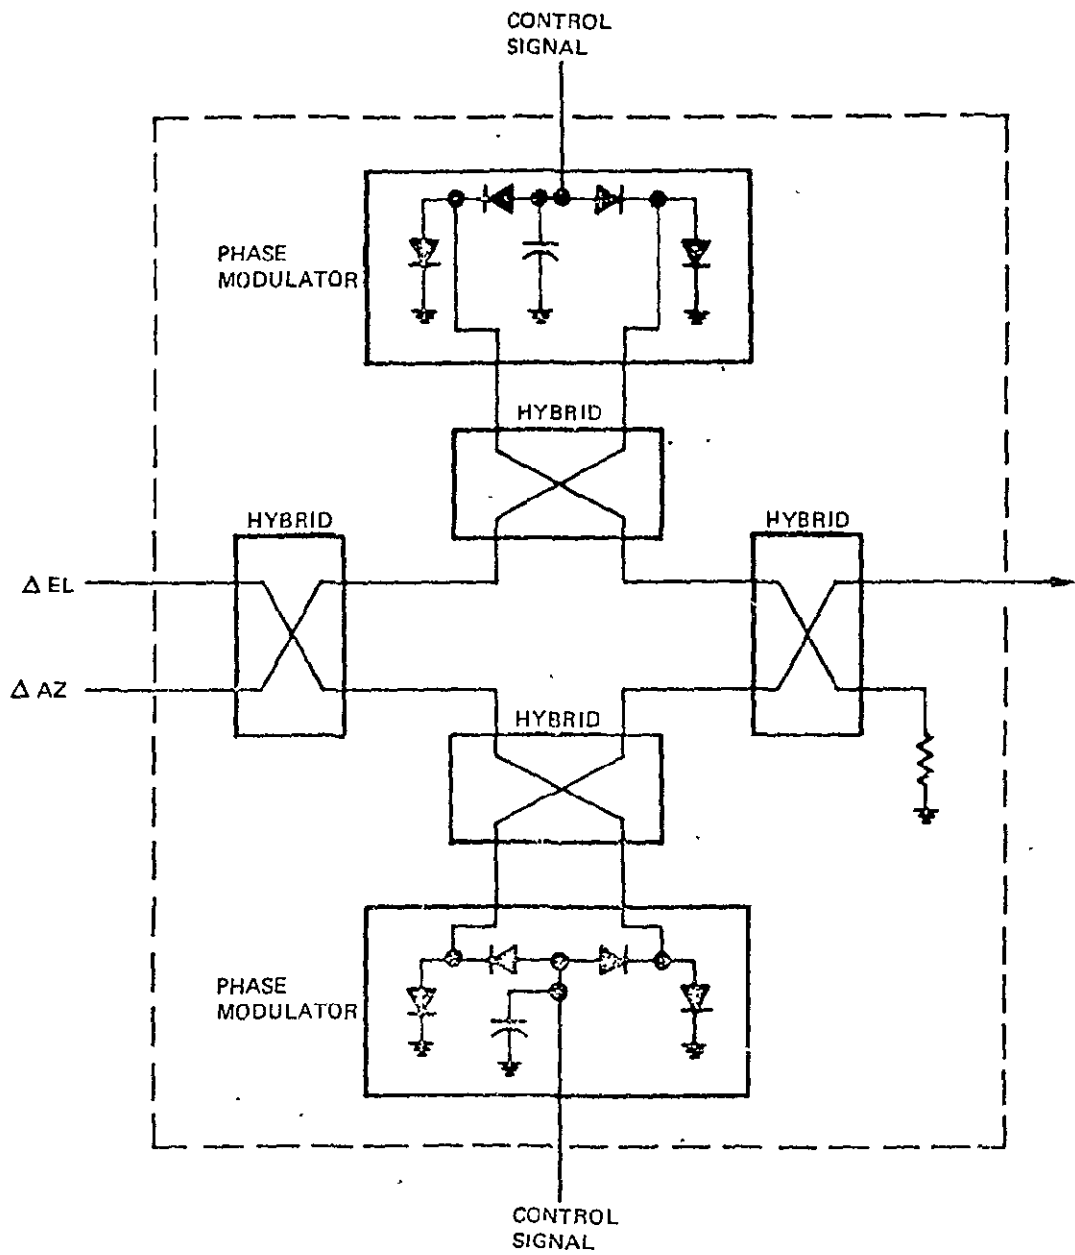 CONTROL
SIGNAL
PHASE
MODULATOR
HYBRID
HYBRID
HYBRID
Δ EL
Δ AZ
HYBRID
PHASE
MODULATOR
CONTROL
SIGNAL